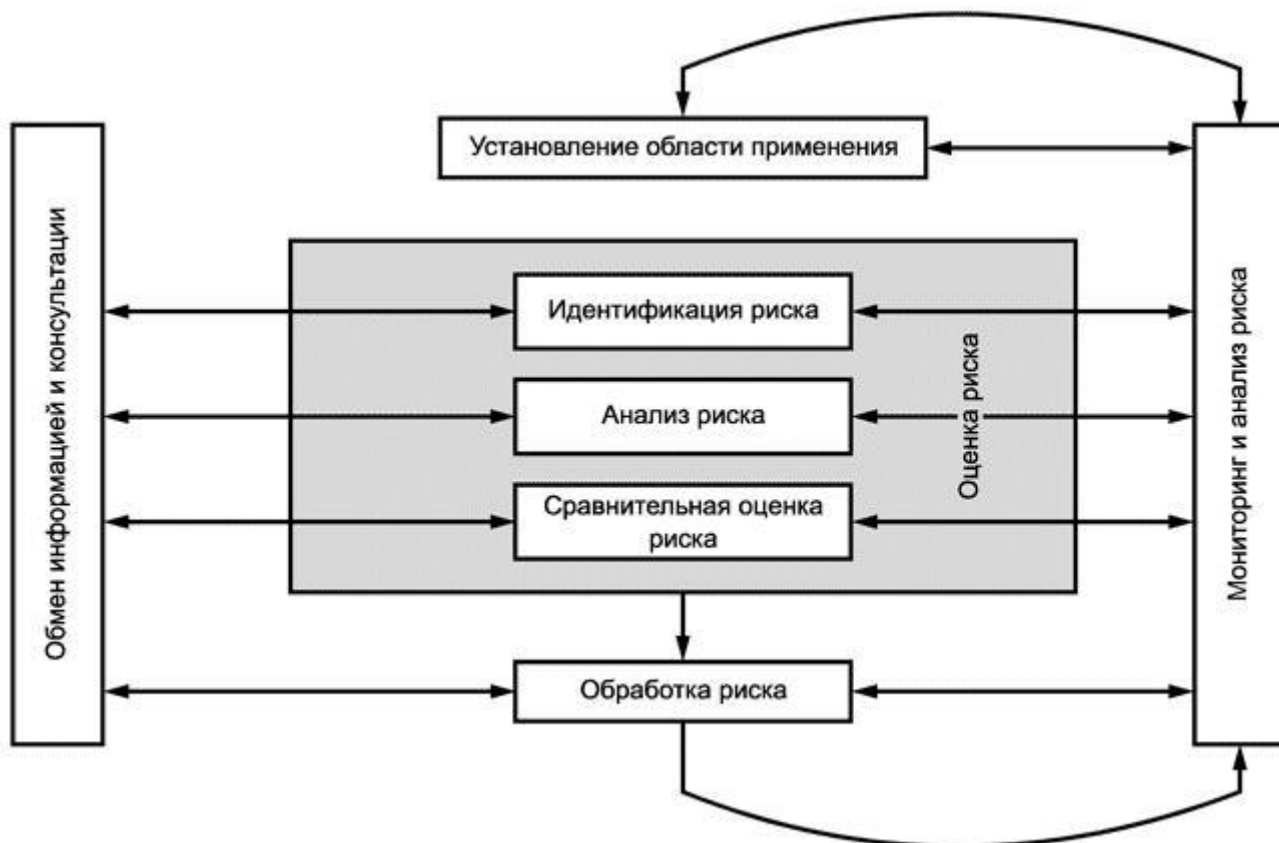 Обмен информацией и консультации
Установление области применения
Идентификация риска
Анализ риска
Сравнительная оценка
риска
Оценка риска
Обработка риска
Мониторинг и анализ риска